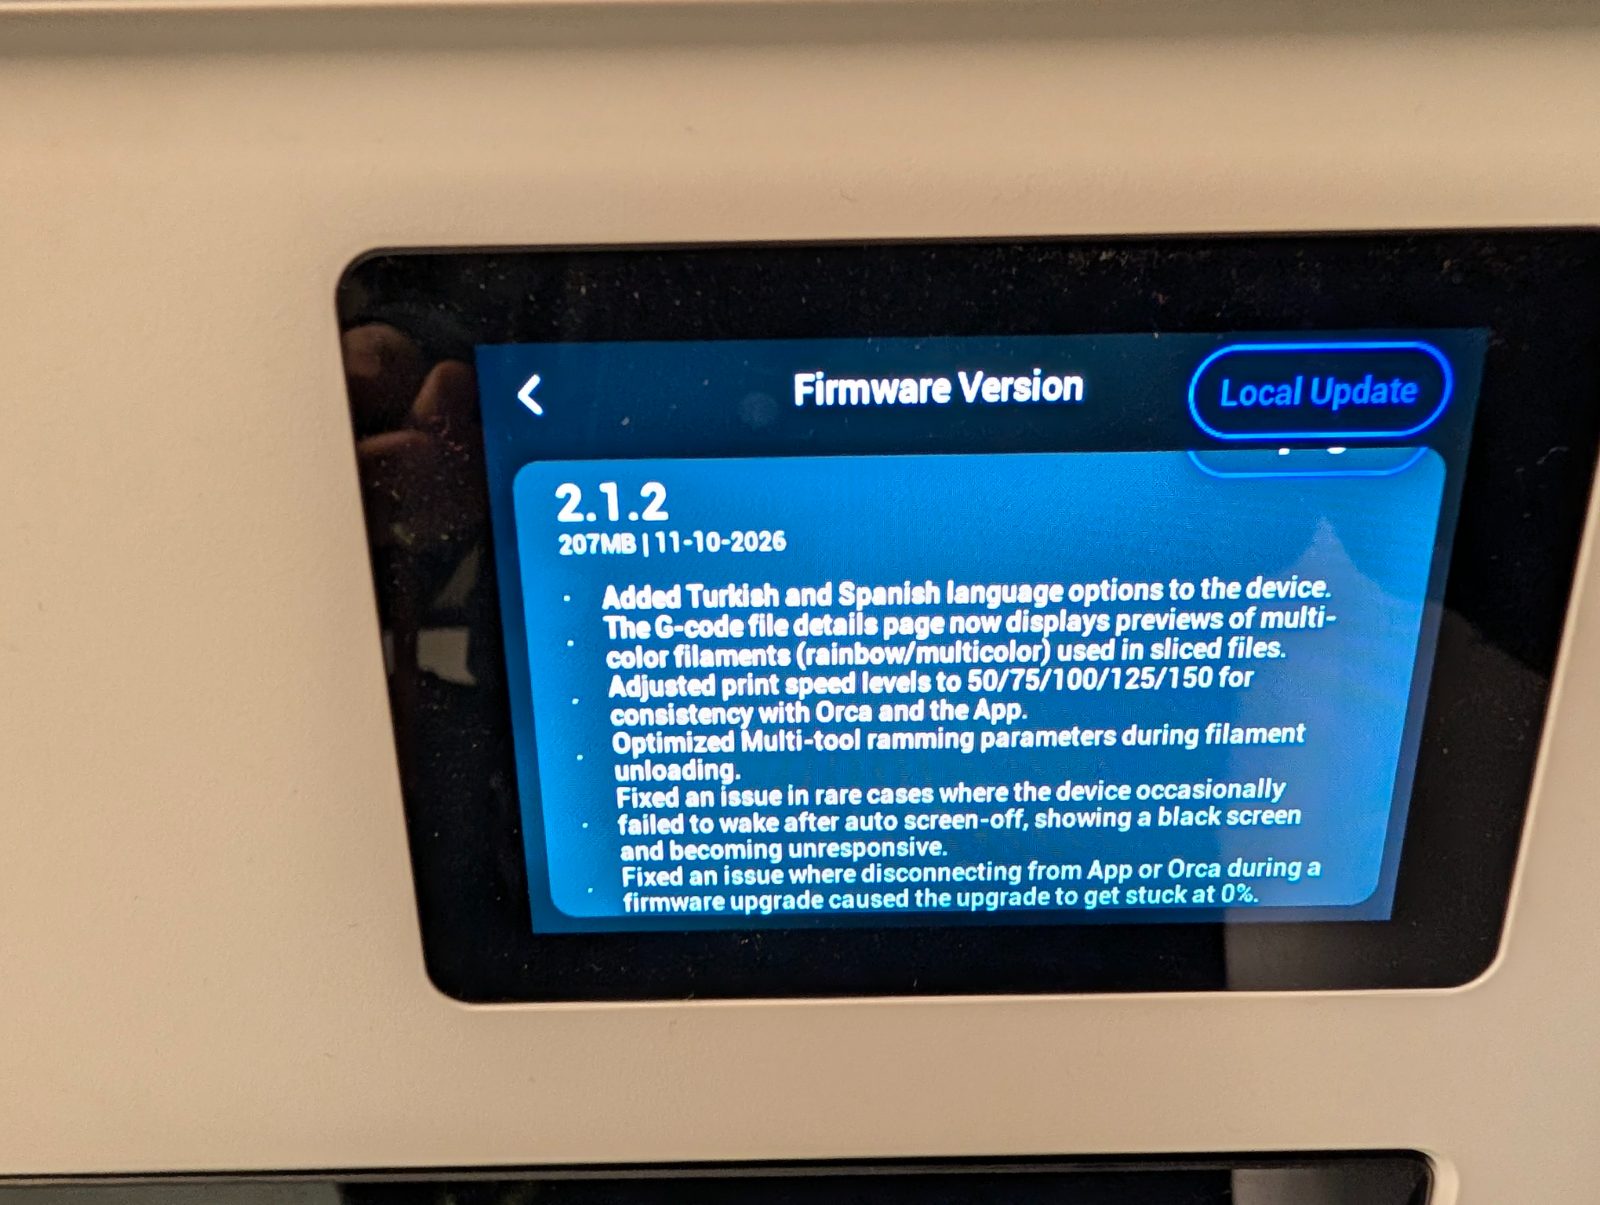 Firmware Version
Local Update
2.1.2
207MB | 11-10-2026
· Added Turkish and Spanish language options to the device.
· The G-code file details page now displays previews of multi-
color filaments (rainbow/multicolor) used in sliced files.
· Adjusted print speed levels to 50/75/100/125/150 for
consistency with Orca and the App.
· Optimized Multi-tool ramming parameters during filament
unloading.
· Fixed an issue in rare cases where the device occasionally
failed to wake after auto screen-off, showing a black screen
and becoming unresponsive.
· Fixed an issue where disconnecting from App or Orca during a
firmware upgrade caused the upgrade to get stuck at 0%.